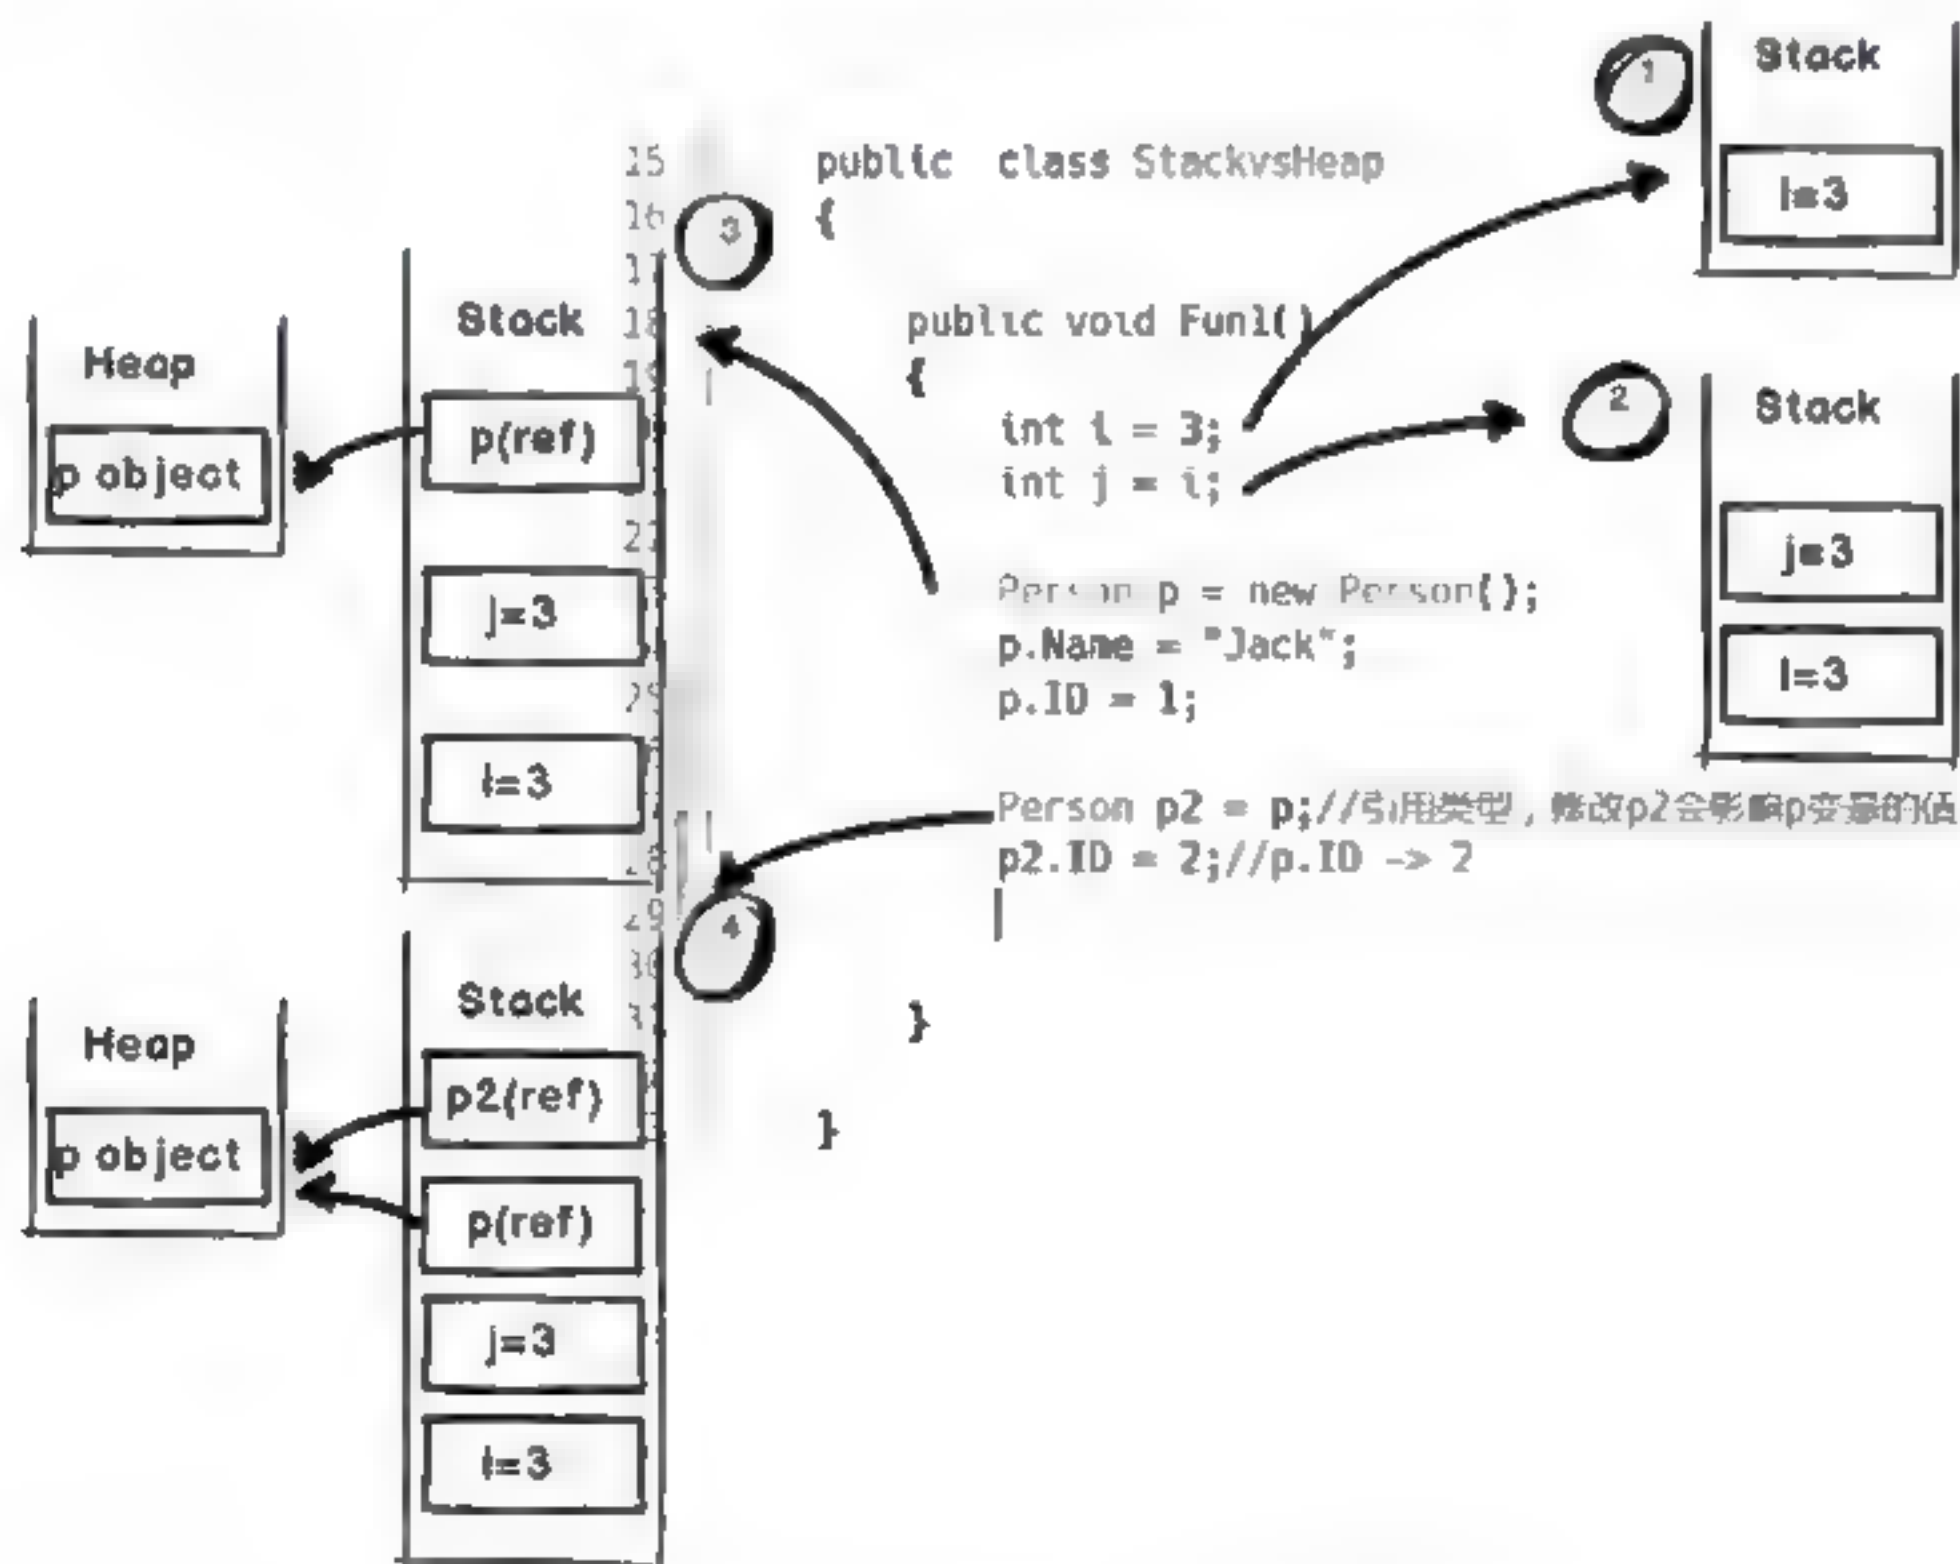 1
Stack
i=3
15 public class StackvsHeap
16 {
17
3
18 public void Fun1()
19 {
int i = 3;
int j = i;
2
Stack
j=3
i=3
Heap
p object
Stack
p(ref)
j=3
i=3
Person p = new Person();
p.Name = "Jack";
25 p.ID = 1;
Person p2 = p;//引用类型,修改p2会影响p变量的值
28 p2.ID = 2;//p.ID -> 2
29
4
30
31 }
}
Heap
p object
Stack
p2(ref)
p(ref)
j=3
i=3